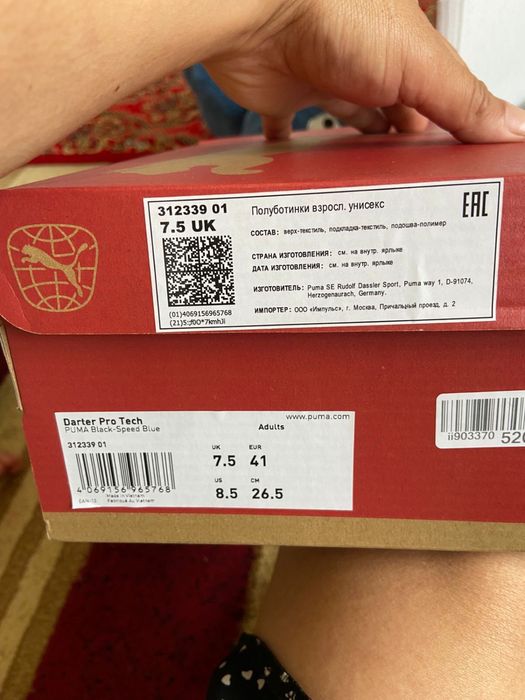 312339 01
7.5 UK
(01)4069156965768
Полуботинки взросл. унисекс
EAC
СОСТАВ: верх-текстиль, подкладка-текстиль, подошва-полимер
СТРАНА ИЗГОТОВЛЕНИЯ: см. на внутр. ярлыке
ДАТА ИЗГОТОВЛЕНИЯ: см. на внутр. ярлыке
ИЗГОТОВИТЕЛЬ: Puma SE Rudolf Dassler Sport, Puma way 1, D-91074,
Herzogenaurach, Germany.
ИМПОРТЕР: ООО «Импульс», г. Москва, Причальный проезд, д. 2
Darter Pro Tech
PUMA Black-Speed Blue
312339 01
4 069156 965768
EAN-13
Made in Vietnam
Fabriqué Au Vietnam
www.puma.com
Adults
UK EUR
7.5 41
US CM
8.5 26.5
ii903370 520